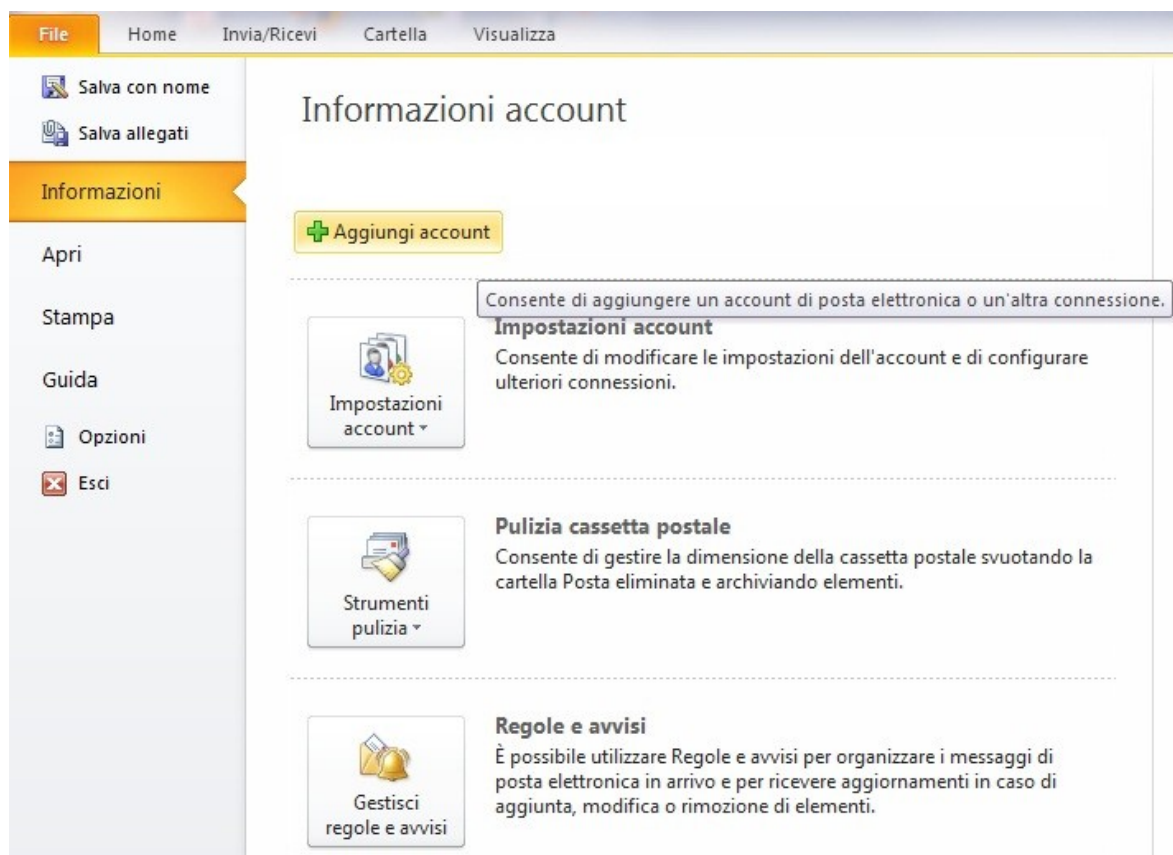 File Home Invia/Ricevi Cartella Visualizza
Salva con nome
Salva allegati
Informazioni
Apri
Stampa
Guida
Opzioni
Esci
Informazioni account
Aggiungi account
Consente di aggiungere un account di posta elettronica o un'altra connessione.
Impostazioni
account
Impostazioni account
Consente di modificare le impostazioni dell'account e di configurare
ulteriori connessioni.
Strumenti
pulizia
Pulizia cassetta postale
Consente di gestire la dimensione della cassetta postale svuotando la
cartella Posta eliminata e archiviando elementi.
Gestisci
regole e avvisi
Regole e avvisi
È possibile utilizzare Regole e avvisi per organizzare i messaggi di
posta elettronica in arrivo e per ricevere aggiornamenti in caso di
aggiunta, modifica o rimozione di elementi.